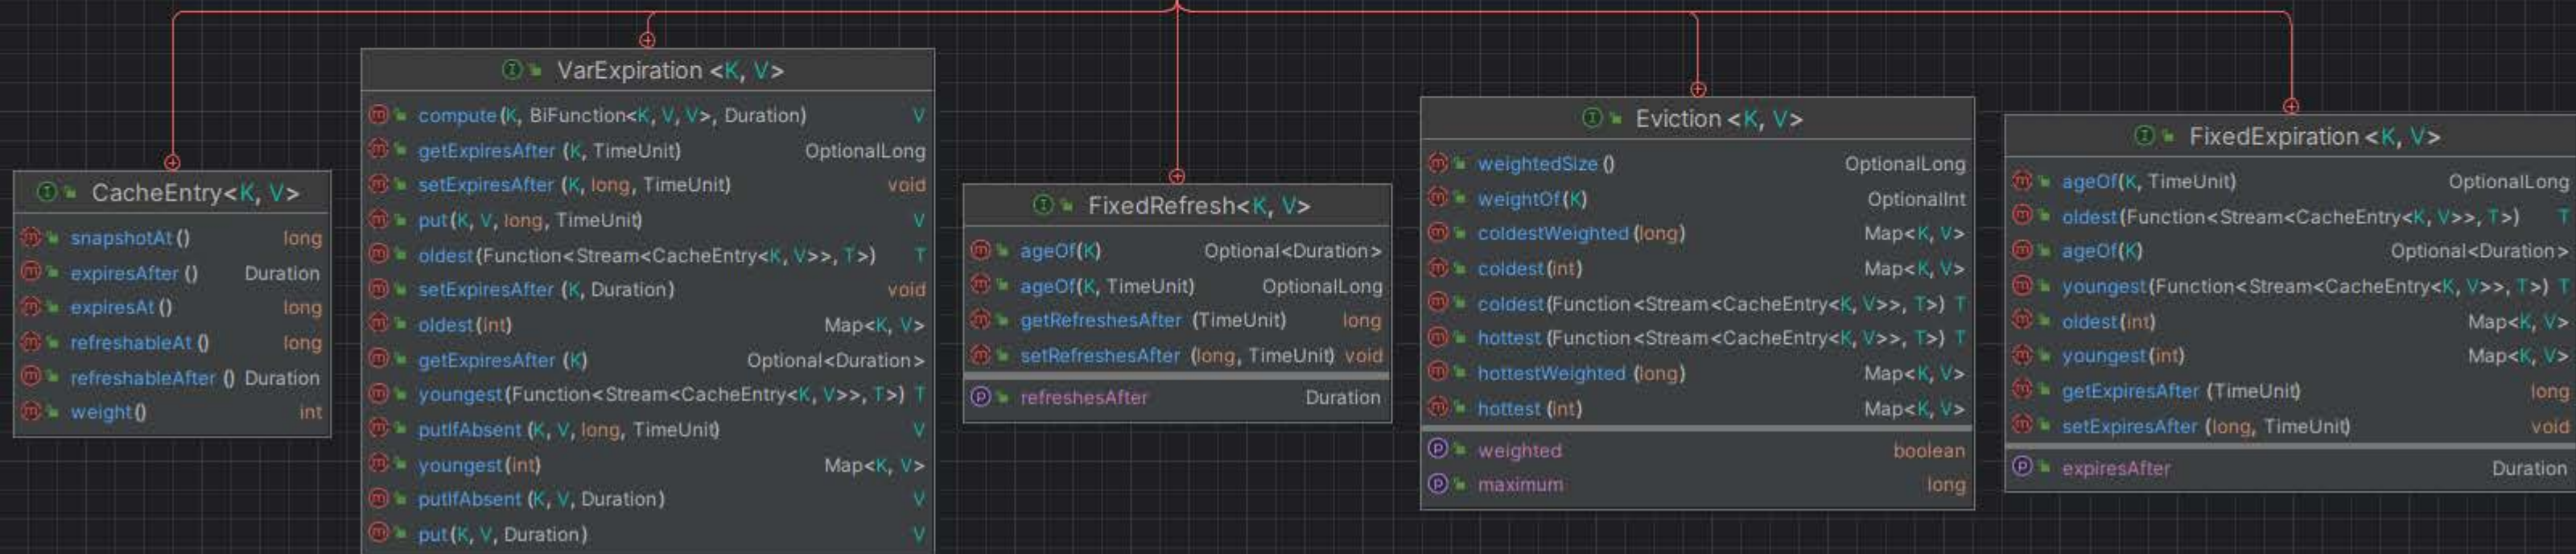 CacheEntry<K, V>
snapshotAt() long
expiresAfter () Duration
expiresAt() long
refreshableAt () long
refreshableAfter () Duration
weight() int
VarExpiration <K, V>
compute(K, BiFunction<K, V, V>, Duration) V
getExpiresAfter (K, TimeUnit) OptionalLong
setExpiresAfter (K, long, TimeUnit) void
put(K, V, long, TimeUnit) V
oldest(Function<Stream<CacheEntry<K, V>>, T>) T
setExpiresAfter (K, Duration) void
oldest(int) Map<K, V>
getExpiresAfter (K) Optional<Duration>
youngest(Function<Stream<CacheEntry<K, V>>, T>) T
putIfAbsent (K, V, long, TimeUnit) V
youngest(int) Map<K, V>
putIfAbsent (K, V, Duration) V
put(K, V, Duration) V
FixedRefresh<K, V>
ageOf(K) Optional<Duration>
ageOf(K, TimeUnit) OptionalLong
getRefreshesAfter (TimeUnit) long
setRefreshesAfter (long, TimeUnit) void
refreshesAfter Duration
Eviction <K, V>
weightedSize () OptionalLong
weightOf(K) OptionalInt
coldestWeighted (long) Map<K, V>
coldest(int) Map<K, V>
coldest(Function<Stream<CacheEntry<K, V>>, T>) T
hottest (Function<Stream<CacheEntry<K, V>>, T>) T
hottestWeighted (long) Map<K, V>
hottest (int) Map<K, V>
weighted boolean
maximum long
FixedExpiration <K, V>
ageOf(K, TimeUnit) OptionalLong
oldest(Function<Stream<CacheEntry<K, V>>, T>) T
ageOf(K) Optional<Duration>
youngest(Function<Stream<CacheEntry<K, V>>, T>) T
oldest(int) Map<K, V>
youngest(int) Map<K, V>
getExpiresAfter (TimeUnit) long
setExpiresAfter (long, TimeUnit) void
expiresAfter Duration